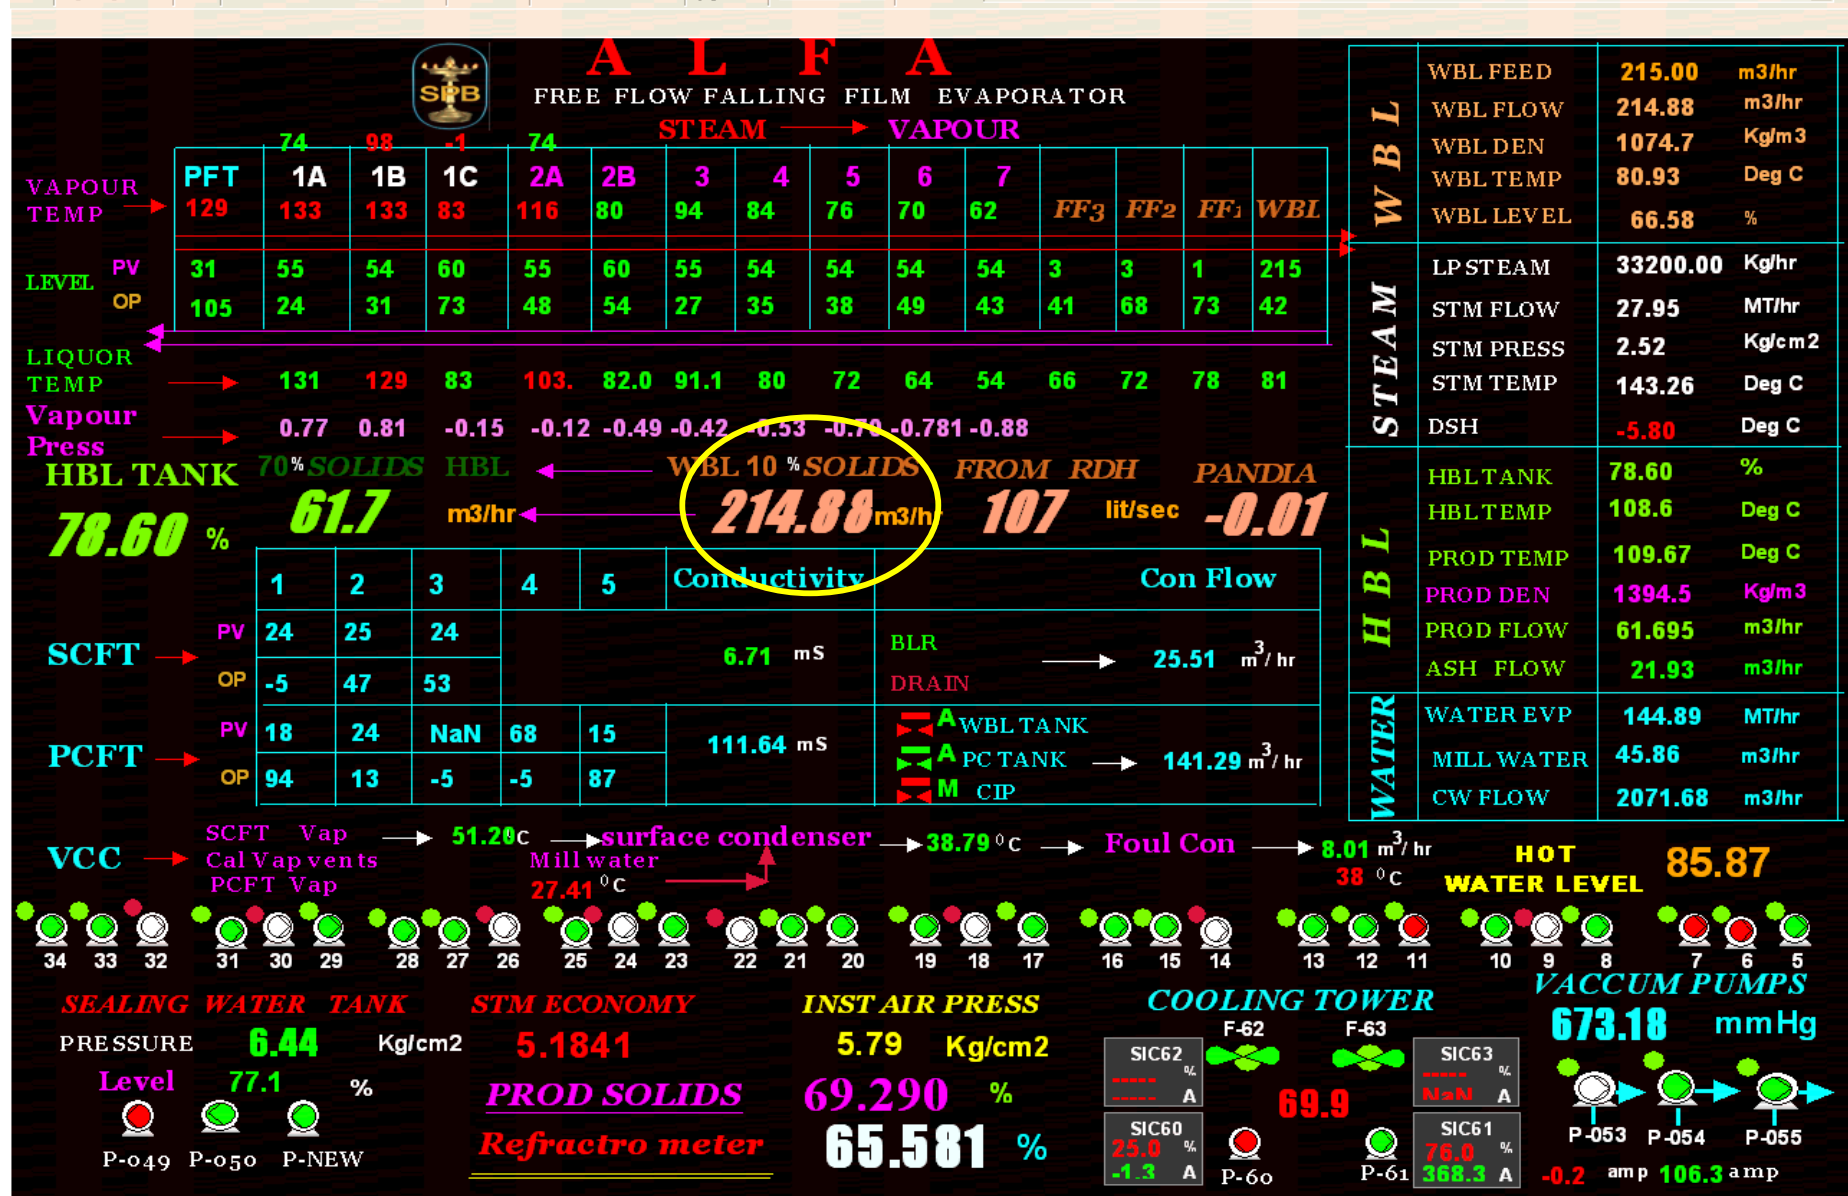 A L F A
SPB
FREE FLOW FALLING FILM EVAPORATOR
STEAM VAPOUR
74 98 -1 74
PFT 1A 1B 1C 2A 2B 3 4 5 6 7
VAPOUR TEMP 129 133 133 83 116 80 94 84 76 70 62 FF3 FF2 FF1 WBL
LEVEL
PV 31 55 54 60 55 60 55 54 54 54 54 3 3 1 215
OP 105 24 31 73 48 54 27 35 38 49 43 41 68 73 42
LIQUOR TEMP 131 129 83 103. 82.0 91.1 80 72 64 54 66 72 78 81
Vapour Press 0.77 0.81 -0.15 -0.12 -0.49 -0.42 -0.53 -0.70 -0.781 -0.88
HBL TANK 70% SOLIDS HBL WBL 10 % SOLIDS FROM RDH PANDIA
78.60 % 61.7 m3/hr 214.88 m3/hr 107 lit/sec -0.01
1 2 3 4 5 Conductivity Con Flow
SCFT
PV 24 25 24
OP -5 47 53
6.71 mS
BLR
DRAIN
25.51 m3/ hr
PCFT
PV 18 24 NaN 68 15
OP 94 13 -5 -5 87
111.64 mS
A WBL TANK
A PC TANK 141.29 m3/ hr
M CIP
VCC
SCFT Vap
Cal Vap vents
PCFT Vap
51.20 0C surface condenser 38.79 0 C Foul Con 8.01 m3/ hr
38 0 C
Mill water
27.41 0 C
HOT WATER LEVEL 85.87
34 33 32 31 30 29 28 27 26 25 24 23 22 21 20 19 18 17 16 15 14 13 12 11 10 9 8 7 6 5
SEALING WATER TANK
PRESSURE 6.44 Kg/cm2
Level 77.1 %
P-049 P-050 P-NEW
STM ECONOMY
5.1841
INST AIR PRESS
5.79 Kg/cm2
PROD SOLIDS 69.290 %
Refractro meter 65.581 %
COOLING TOWER
F-62 F-63
SIC62
----- %
----- A
SIC63
----- %
NaN A
69.9
SIC60
25.0 %
-1.3 A
SIC61
76.0 %
368.3 A
P-60 P-61
VACCUM PUMPS
673.18 mmHg
P-053 P-054 P-055
-0.2 amp 106.3 amp
WBL
WBL FEED 215.00 m3/hr
WBL FLOW 214.88 m3/hr
WBL DEN 1074.7 Kg/m3
WBL TEMP 80.93 Deg C
WBL LEVEL 66.58 %
STEAM
LP STEAM 33200.00 Kg/hr
STM FLOW 27.95 MT/hr
STM PRESS 2.52 Kg/cm2
STM TEMP 143.26 Deg C
DSH -5.80 Deg C
HBL
HBL TANK 78.60 %
HBL TEMP 108.6 Deg C
PROD TEMP 109.67 Deg C
PROD DEN 1394.5 Kg/m3
PROD FLOW 61.695 m3/hr
ASH FLOW 21.93 m3/hr
WATER
WATER EVP 144.89 MT/hr
MILL WATER 45.86 m3/hr
CW FLOW 2071.68 m3/hr